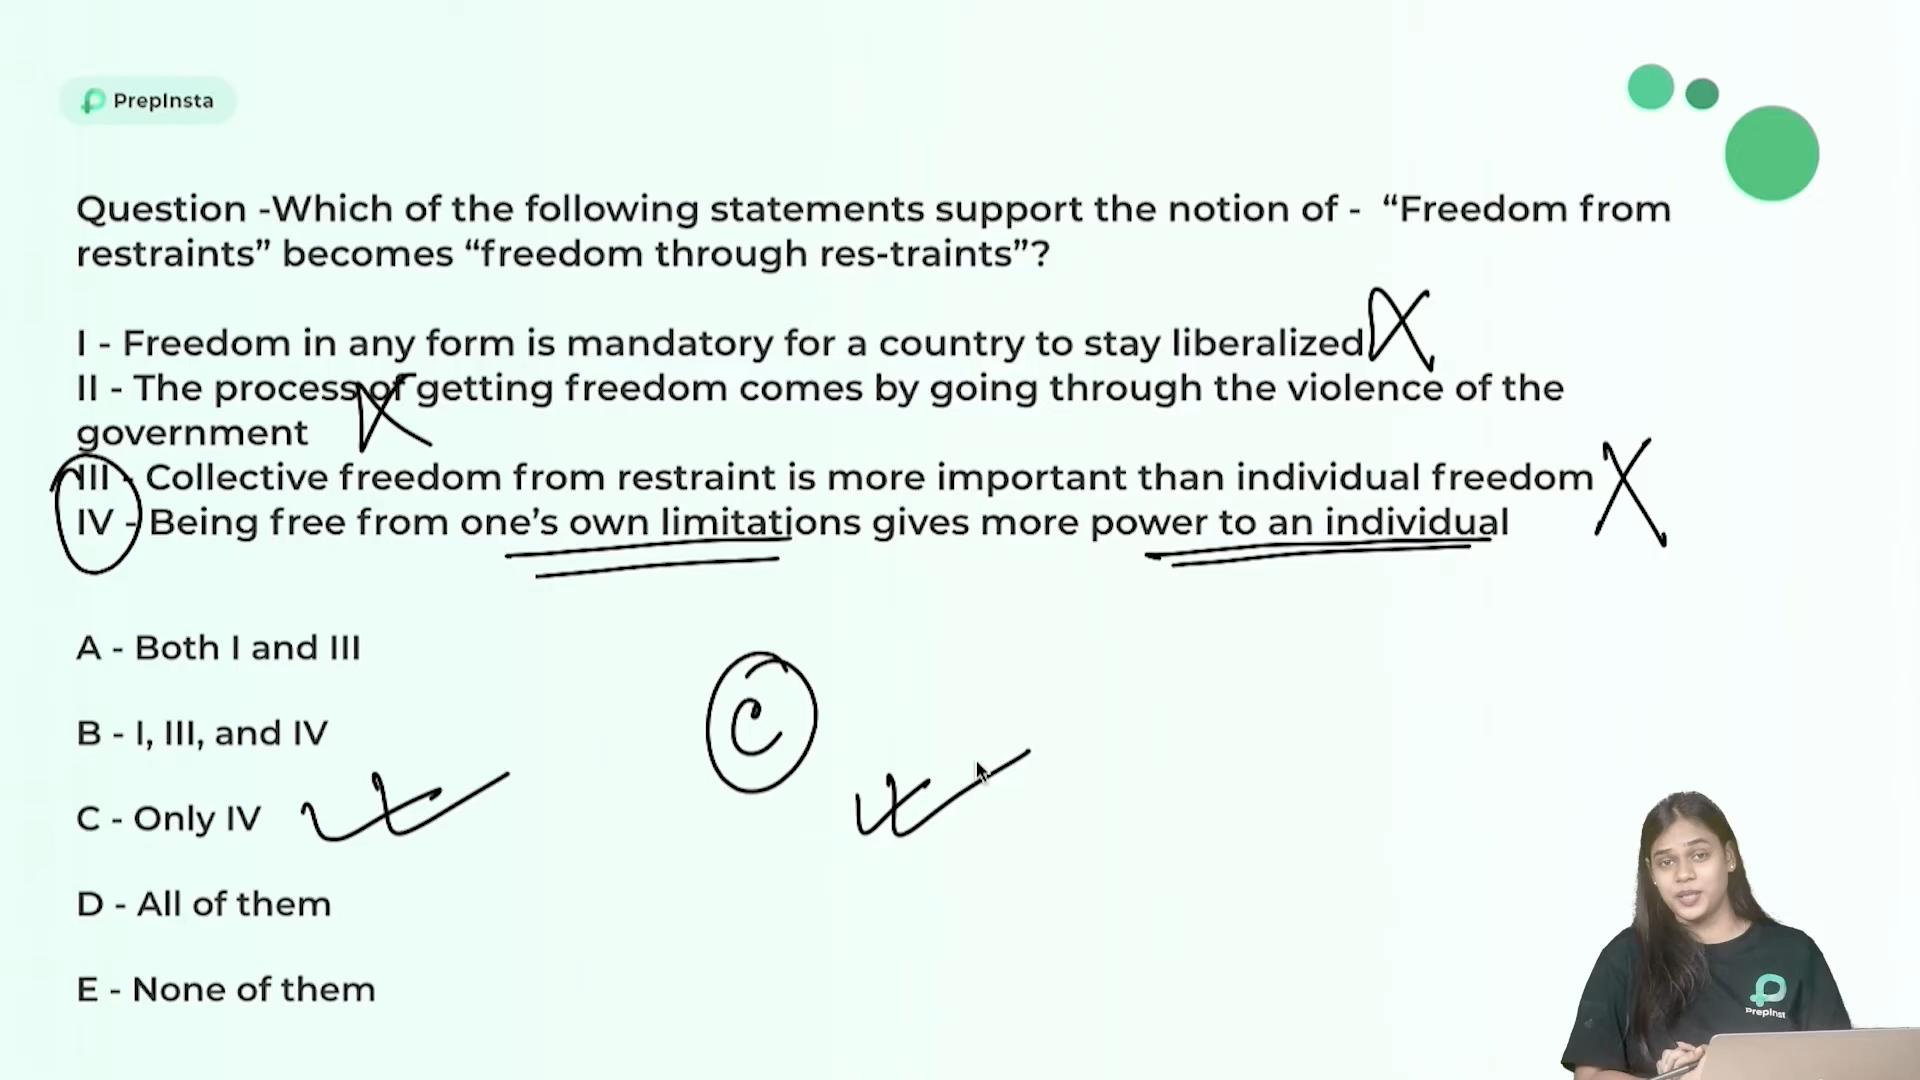 PrepInsta
Question -Which of the following statements support the notion of - “Freedom from
restraints” becomes “freedom through res-traints”?
I - Freedom in any form is mandatory for a country to stay liberalized
II - The process of getting freedom comes by going through the violence of the
government
III - Collective freedom from restraint is more important than individual freedom
IV - Being free from one’s own limitations gives more power to an individual
A - Both I and III
B - I, III, and IV
C
C - Only IV
D - All of them
E - None of them
PrepInst